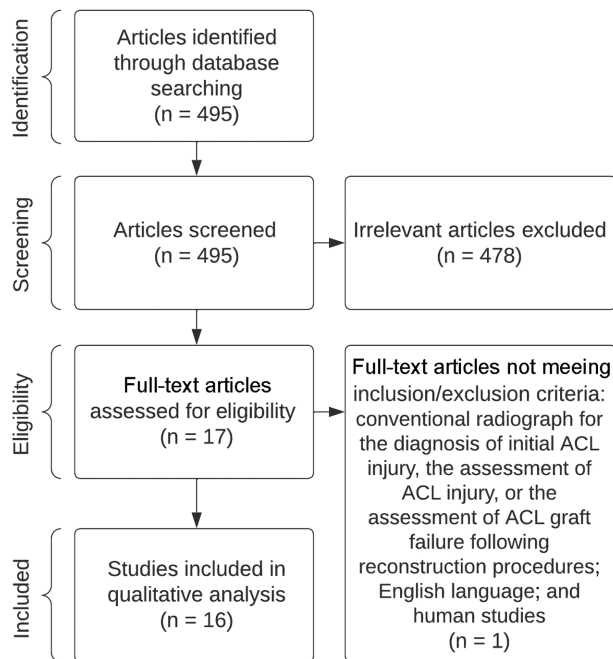 Identification
Articles identified
through database
searching
(n = 495)
Screening
Articles screened
(n = 495)
Irrelevant articles excluded
(n = 478)
Eligibility
Full-text articles
assessed for eligibility
(n = 17)
Full-text articles not meeing
inclusion/exclusion criteria:
conventional radiograph for
the diagnosis of initial ACL
injury, the assessment of
ACL injury, or the
assessment of ACL graft
failure following
reconstruction procedures;
English language; and
human studies
(n = 1)
Included
Studies included in
qualitative analysis
(n = 16)